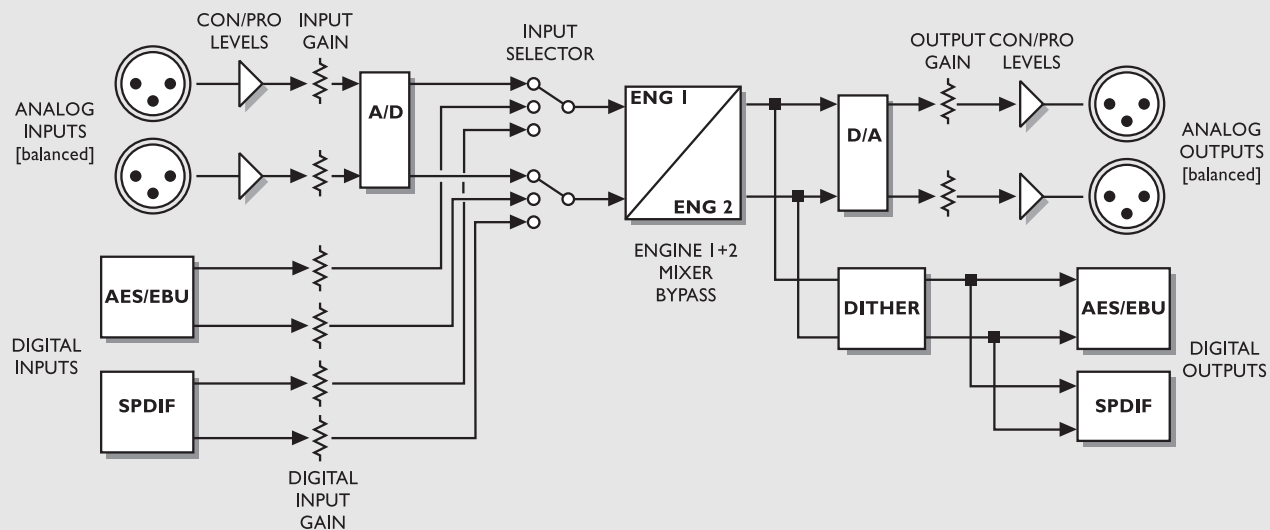 CON/PRO
LEVELS
INPUT
GAIN
INPUT
SELECTOR
OUTPUT
GAIN
CON/PRO
LEVELS
ANALOG
INPUTS
[balanced]
A/D
ENG 1
ENG 2
D/A
ANALOG
OUTPUTS
[balanced]
ENGINE 1+2
MIXER
BYPASS
AES/EBU
DITHER
AES/EBU
DIGITAL
INPUTS
DIGITAL
OUTPUTS
SPDIF
SPDIF
DIGITAL
INPUT
GAIN